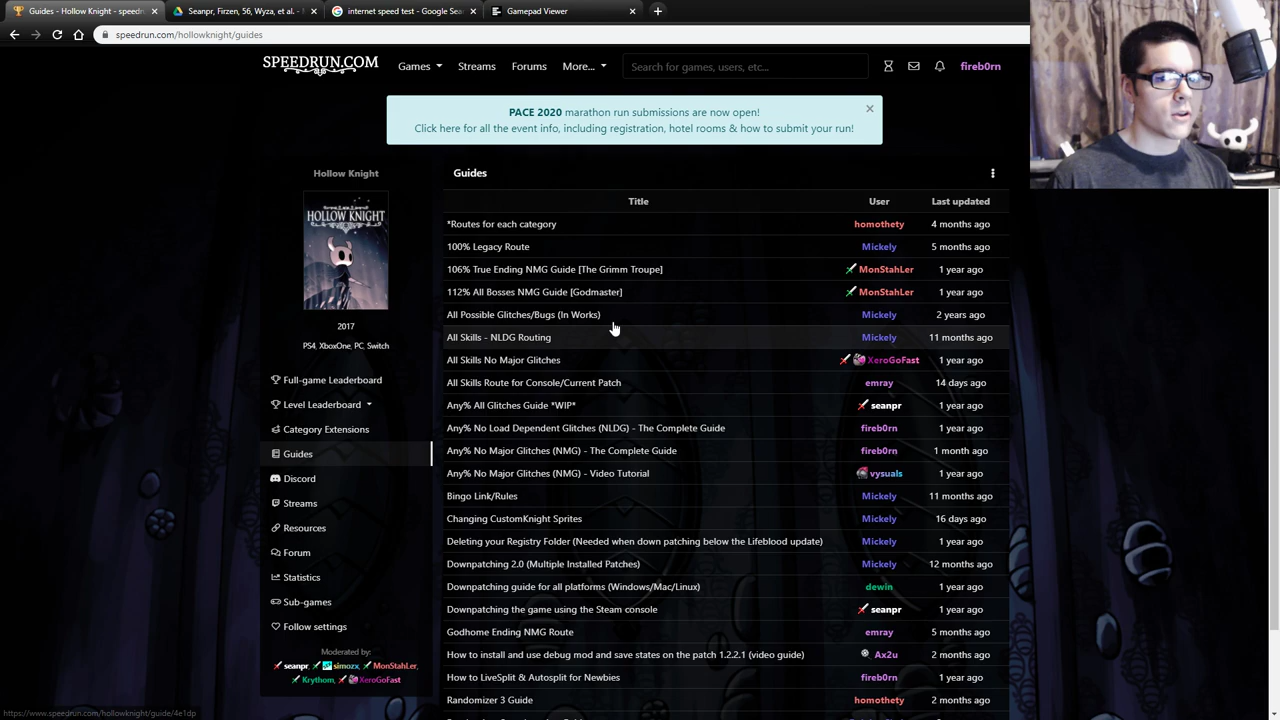 Guides - Hollow Knight - speedr
Seanpr, Firzen, 56, Wyza, et al. -
internet speed test - Google Sea
Gamepad Viewer
speedrun.com/hollowknight/guides
SPEEDRUN.COM
Games
Streams
Forums
More...
Search for games, users, etc...
fireb0rn
PACE 2020 marathon run submissions are now open!
Click here for all the event info, including registration, hotel rooms & how to submit your run!
Hollow Knight
HOLLOW KNIGHT
2017
PS4, XboxOne, PC, Switch
Full-game Leaderboard
Level Leaderboard
Category Extensions
Guides
Discord
Streams
Resources
Forum
Statistics
Sub-games
Follow settings
Moderated by:
seanpr, simozx, MonStahLer,
Krythom, XeroGoFast
Guides
Title User Last updated
*Routes for each category homothety 4 months ago
100% Legacy Route Mickely 5 months ago
106% True Ending NMG Guide [The Grimm Troupe] MonStahLer 1 year ago
112% All Bosses NMG Guide [Godmaster] MonStahLer 1 year ago
All Possible Glitches/Bugs (In Works) Mickely 2 years ago
All Skills - NLDG Routing Mickely 11 months ago
All Skills No Major Glitches XeroGoFast 1 year ago
All Skills Route for Console/Current Patch emray 14 days ago
Any% All Glitches Guide *WIP* seanpr 1 year ago
Any% No Load Dependent Glitches (NLDG) - The Complete Guide fireb0rn 1 year ago
Any% No Major Glitches (NMG) - The Complete Guide fireb0rn 1 month ago
Any% No Major Glitches (NMG) - Video Tutorial vysuals 1 year ago
Bingo Link/Rules Mickely 11 months ago
Changing CustomKnight Sprites Mickely 16 days ago
Deleting your Registry Folder (Needed when down patching below the Lifeblood update) Mickely 1 year ago
Downpatching 2.0 (Multiple Installed Patches) Mickely 12 months ago
Downpatching guide for all platforms (Windows/Mac/Linux) dewin 1 year ago
Downpatching the game using the Steam console seanpr 1 year ago
Godhome Ending NMG Route emray 5 months ago
How to install and use debug mod and save states on the patch 1.2.2.1 (video guide) Ax2u 2 months ago
How to LiveSplit & Autosplit for Newbies fireb0rn 1 year ago
Randomizer 3 Guide homothety 2 months ago
https://www.speedrun.com/hollowknight/guide/4e1dp